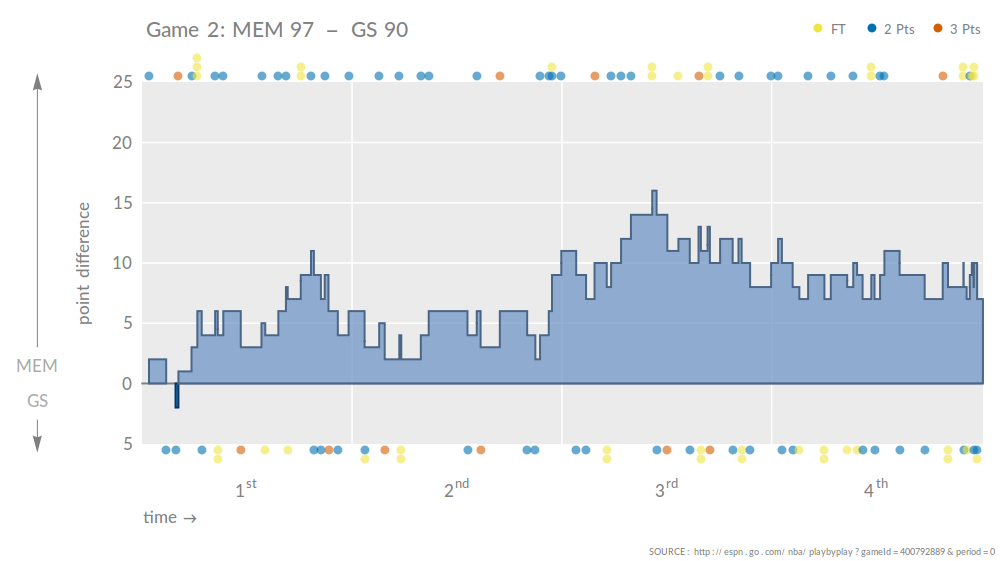 Game 2: MEM 97 – GS 90
FT
2 Pts
3 Pts
25
20
15
10
5
0
5
point difference
MEM
GS
1st
2nd
3rd
4th
time →
SOURCE : http :// espn . go . com/ nba/ playbyplay ? gameId = 400792889 & period = 0